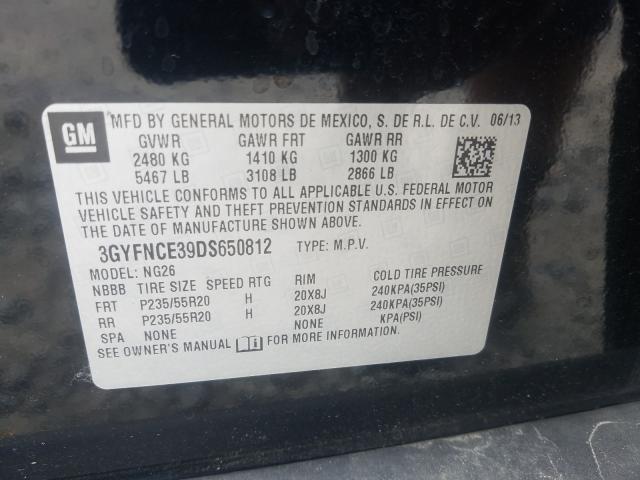 GM MFD BY GENERAL MOTORS DE MEXICO, S. DE R.L. DE C.V. 06/13
GVWR GAWR FRT GAWR RR
2480 KG 1410 KG 1300 KG
5467 LB 3108 LB 2866 LB
THIS VEHICLE CONFORMS TO ALL APPLICABLE U.S. FEDERAL MOTOR
VEHICLE SAFETY AND THEFT PREVENTION STANDARDS IN EFFECT ON
THE DATE OF MANUFACTURE SHOWN ABOVE.
3GYFNCE39DS650812 TYPE: M.P.V.
MODEL: NG26
NBBB TIRE SIZE SPEED RTG RIM COLD TIRE PRESSURE
FRT P235/55R20 H 20X8J 240KPA(35PSI)
RR P235/55R20 H 20X8J 240KPA(35PSI)
SPA NONE NONE KPA(PSI)
SEE OWNER'S MANUAL FOR MORE INFORMATION.